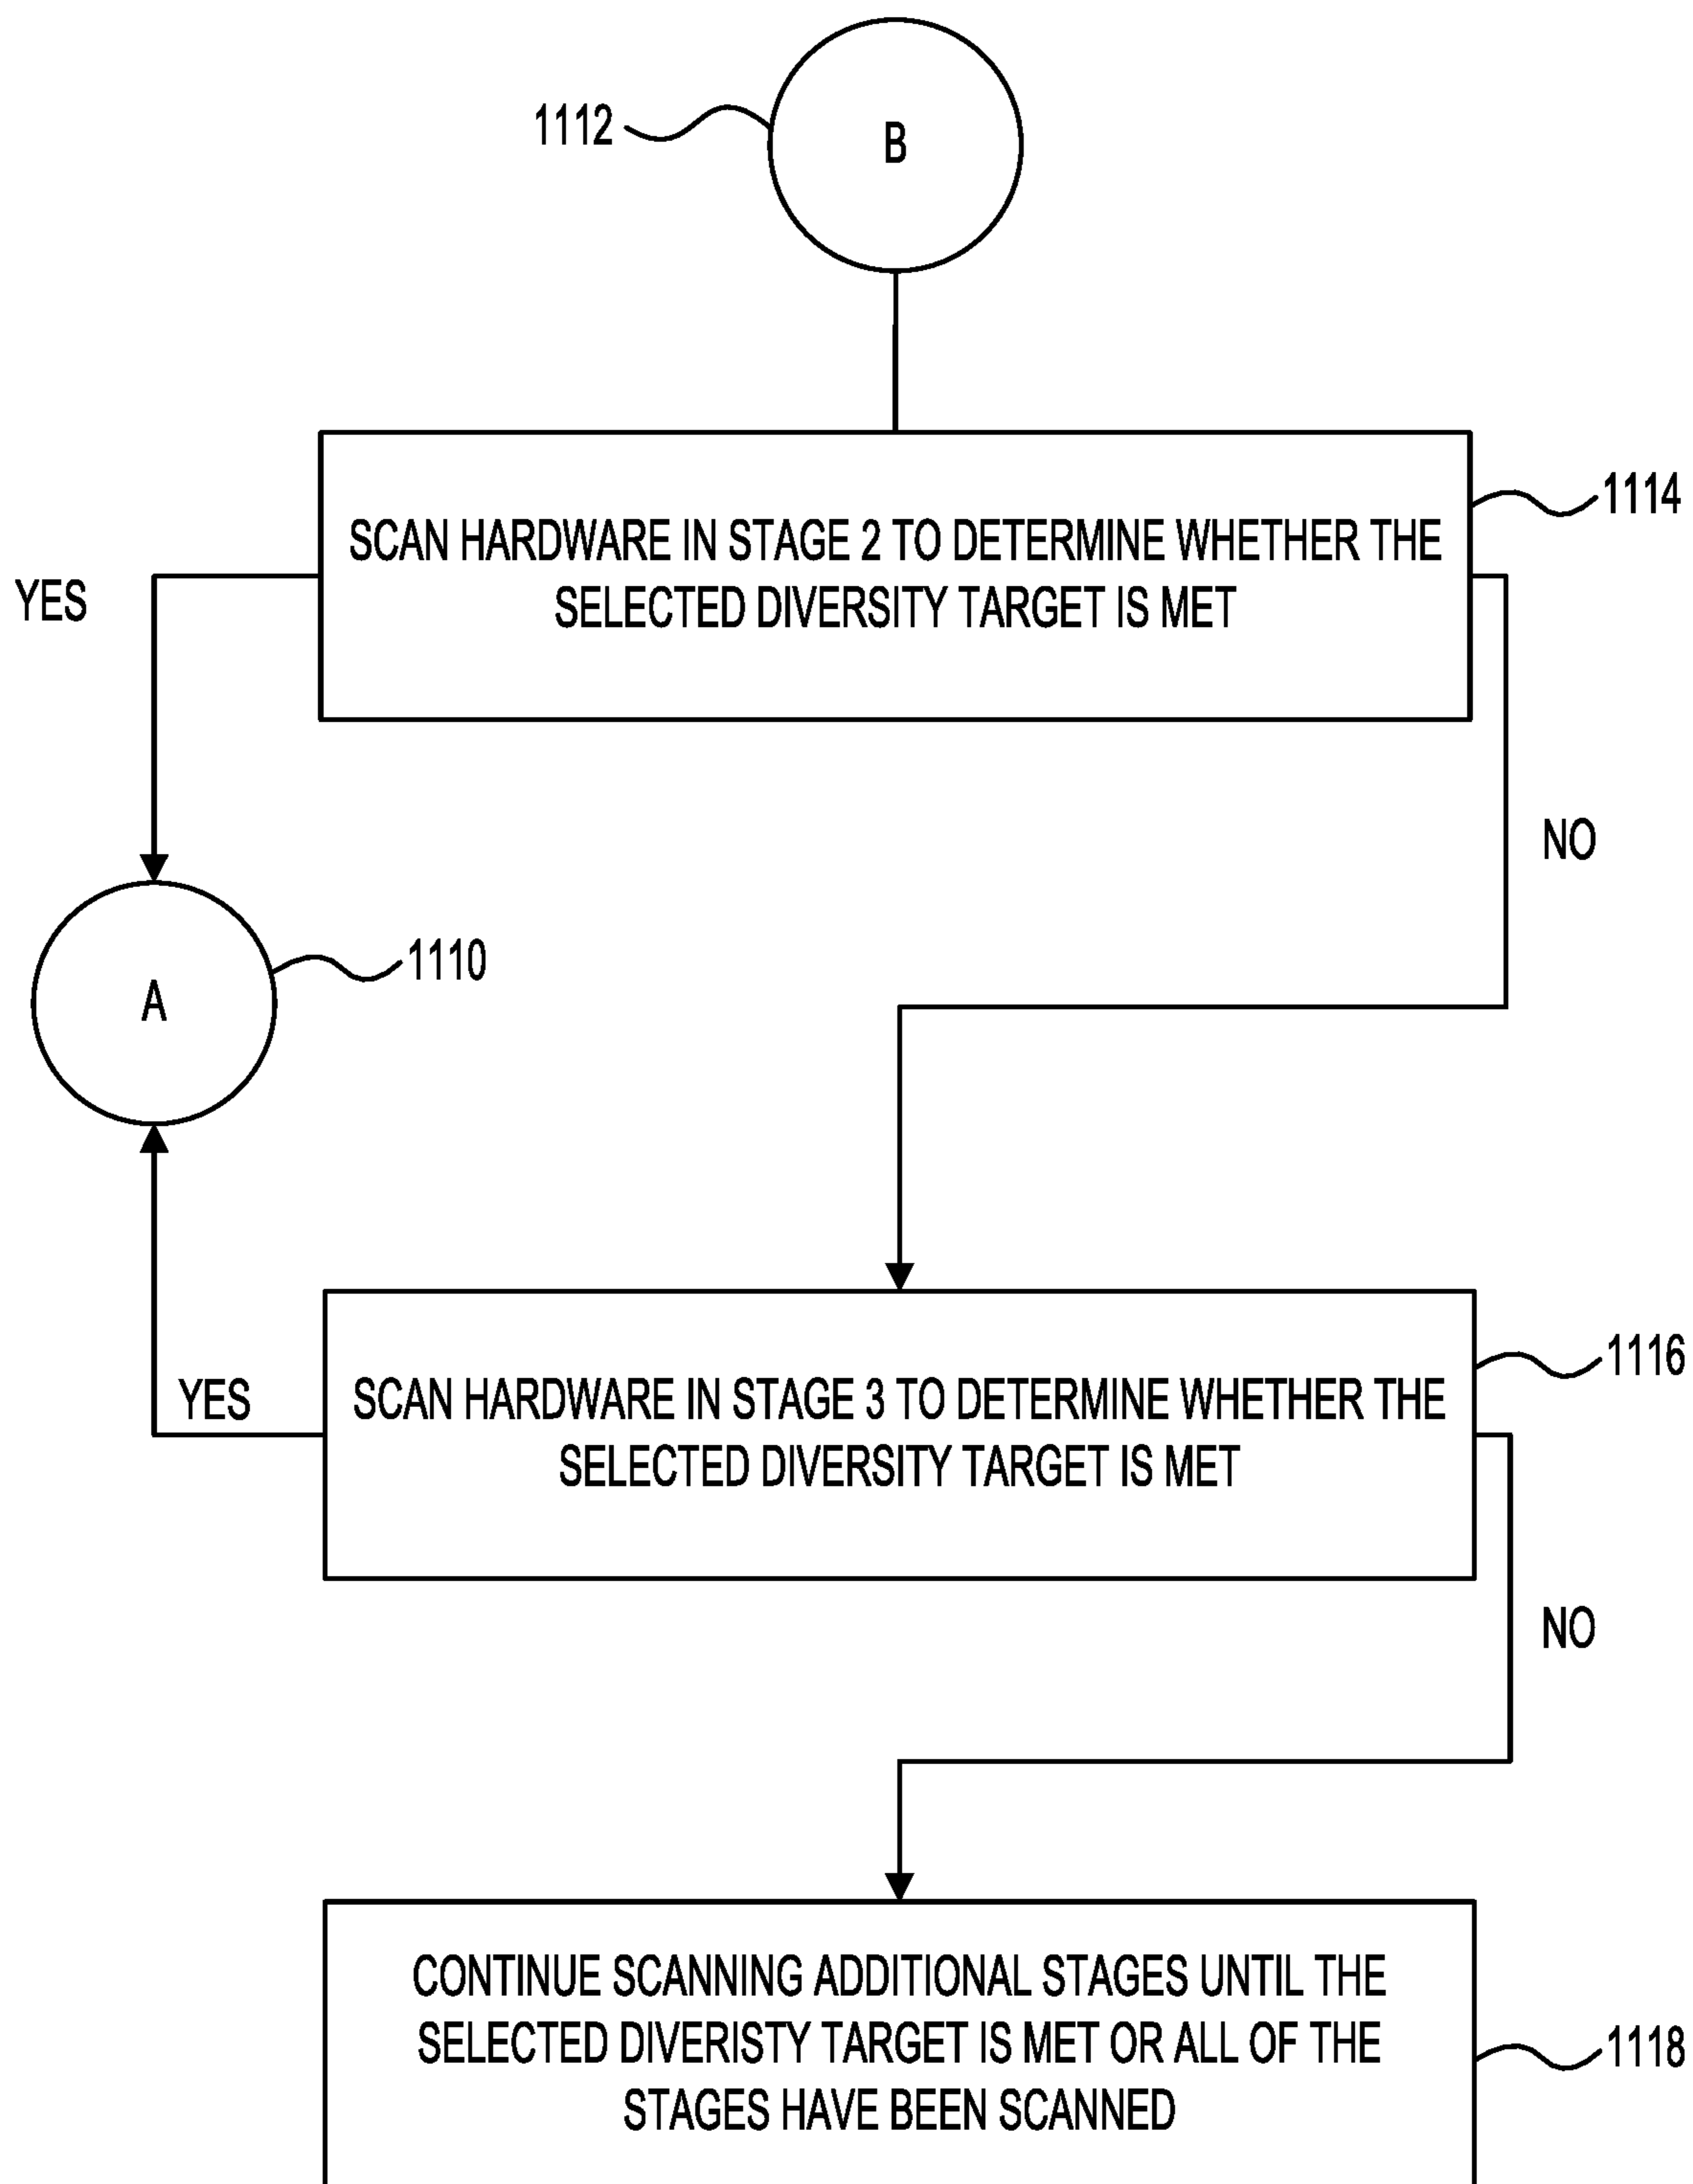 1112
B
1114
SCAN HARDWARE IN STAGE 2 TO DETERMINE WHETHER THE
SELECTED DIVERSITY TARGET IS MET
YES
NO
1110
A
1116
SCAN HARDWARE IN STAGE 3 TO DETERMINE WHETHER THE
SELECTED DIVERSITY TARGET IS MET
YES
NO
CONTINUE SCANNING ADDITIONAL STAGES UNTIL THE
SELECTED DIVERISTY TARGET IS MET OR ALL OF THE
STAGES HAVE BEEN SCANNED
1118